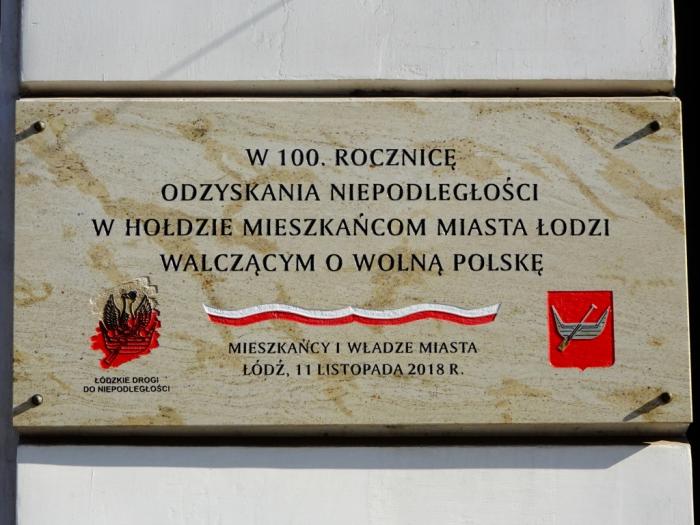 W 100. ROCZNICĘ
ODZYSKANIA NIEPODLEGŁOŚCI
W HOŁDZIE MIESZKAŃCOM MIASTA ŁODZI
WALCZĄCYM O WOLNĄ POLSKĘ
MIESZKAŃCY I WŁADZE MIASTA
ŁÓDŹ, 11 LISTOPADA 2018 R.
ŁÓDZKIE DROGI
DO NIEPODLEGŁOŚCI